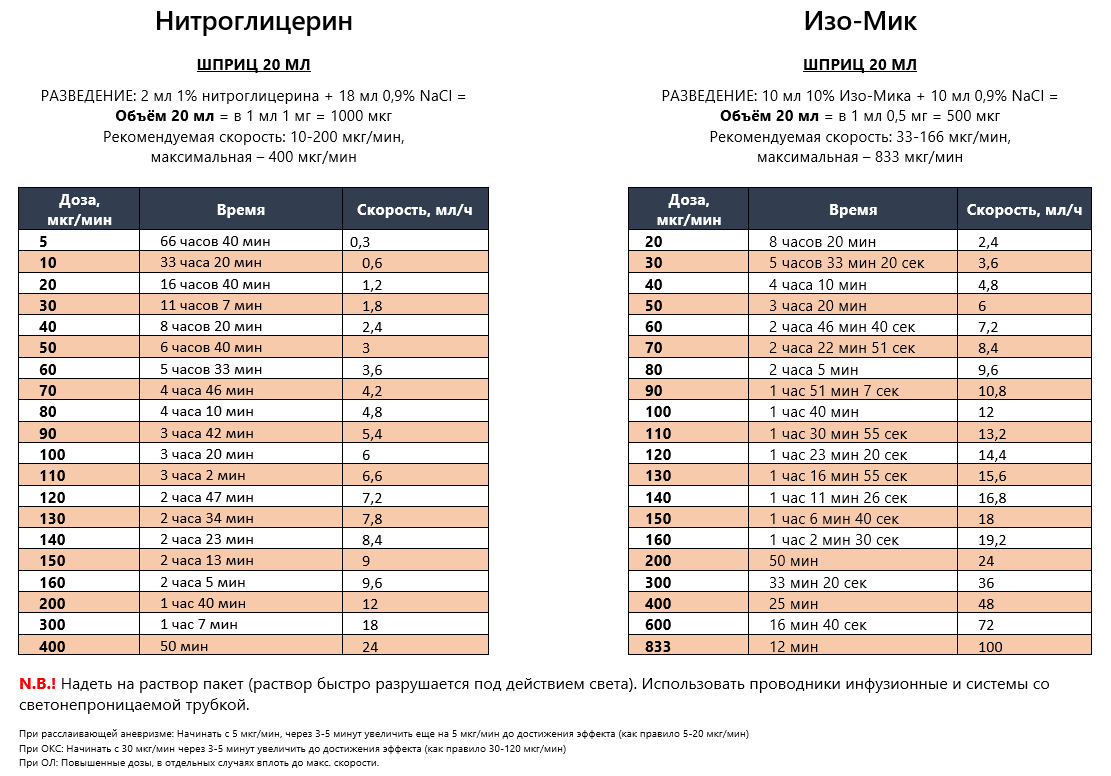 Нитроглицерин
ШПРИЦ 20 МЛ
РАЗВЕДЕНИЕ: 2 мл 1% нитроглицерина + 18 мл 0,9% NaCl =
Объём 20 мл = в 1 мл 1 мг = 1000 мкг
Рекомендуемая скорость: 10-200 мкг/мин,
максимальная – 400 мкг/мин
Доза, мкг/мин Время Скорость, мл/ч
5 66 часов 40 мин 0,3
10 33 часа 20 мин 0,6
20 16 часов 40 мин 1,2
30 11 часов 7 мин 1,8
40 8 часов 20 мин 2,4
50 6 часов 40 мин 3
60 5 часов 33 мин 3,6
70 4 часа 46 мин 4,2
80 4 часа 10 мин 4,8
90 3 часа 42 мин 5,4
100 3 часа 20 мин 6
110 3 часа 2 мин 6,6
120 2 часа 47 мин 7,2
130 2 часа 34 мин 7,8
140 2 часа 23 мин 8,4
150 2 часа 13 мин 9
160 2 часа 5 мин 9,6
200 1 час 40 мин 12
300 1 час 7 мин 18
400 50 мин 24
Изо-Мик
ШПРИЦ 20 МЛ
РАЗВЕДЕНИЕ: 10 мл 10% Изо-Мика + 10 мл 0,9% NaCl =
Объём 20 мл = в 1 мл 0,5 мг = 500 мкг
Рекомендуемая скорость: 33-166 мкг/мин,
максимальная – 833 мкг/мин
Доза, мкг/мин Время Скорость, мл/ч
20 8 часов 20 мин 2,4
30 5 часов 33 мин 20 сек 3,6
40 4 часа 10 мин 4,8
50 3 часа 20 мин 6
60 2 часа 46 мин 40 сек 7,2
70 2 часа 22 мин 51 сек 8,4
80 2 часа 5 мин 9,6
90 1 час 51 мин 7 сек 10,8
100 1 час 40 мин 12
110 1 час 30 мин 55 сек 13,2
120 1 час 23 мин 20 сек 14,4
130 1 час 16 мин 55 сек 15,6
140 1 час 11 мин 26 сек 16,8
150 1 час 6 мин 40 сек 18
160 1 час 2 мин 30 сек 19,2
200 50 мин 24
300 33 мин 20 сек 36
400 25 мин 48
600 16 мин 40 сек 72
833 12 мин 100
N.B.! Надеть на раствор пакет (раствор быстро разрушается под действием света). Использовать проводники инфузионные и системы со
светонепроницаемой трубкой.
При расслаивающей аневризме: Начинать с 5 мкг/мин, через 3-5 минут увеличить еще на 5 мкг/мин до достижения эффекта (как правило 5-20 мкг/мин)
При ОКС: Начинать с 30 мкг/мин через 3-5 минут увеличить до достижения эффекта (как правило 30-120 мкг/мин)
При ОЛ: Повышенные дозы, в отдельных случаях вплоть до макс. скорости.